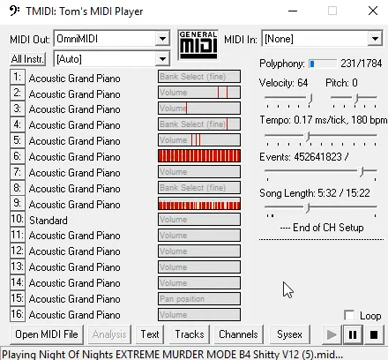 TMIDI: Tom's MIDI Player
MIDI Out: OmniMIDI
GENERAL MIDI
MIDI In: [None]
All Instr. [Auto]
Polyphony: 231/1784
Velocity: 64 Pitch: 0
Tempo: 0.17 ms/tick, 180 bpm
Events: 452641823 /
Song Length: 5:32 / 15:22
---- End of CH Setup
1: Acoustic Grand Piano Bank Select (fine)
2: Acoustic Grand Piano Volume
3: Acoustic Grand Piano Volume
4: Acoustic Grand Piano Bank Select (fine)
5: Acoustic Grand Piano Volume
6: Acoustic Grand Piano
7: Acoustic Grand Piano Volume
8: Acoustic Grand Piano Bank Select (fine)
9: Acoustic Grand Piano
10: Standard Volume
11: Acoustic Grand Piano Volume
12: Acoustic Grand Piano Volume
13: Acoustic Grand Piano Volume
14: Acoustic Grand Piano Volume
15: Acoustic Grand Piano Pan position
16: Acoustic Grand Piano Volume
Loop
Open MIDI File Analysis Text Tracks Channels Sysex
Playing Night Of Nights EXTREME MURDER MODE B4 Shitty V12 (5).mid...